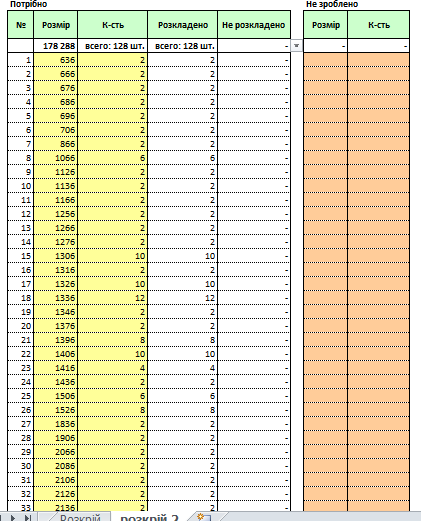 Потрібно Не зроблено
№ Розмір К-сть Розкладено Не розкладено Розмір К-сть
178 288 всего: 128 шт. всего: 128 шт. - - -
1 636 2 2 -
2 666 2 2 -
3 676 2 2 -
4 686 2 2 -
5 696 2 2 -
6 706 2 2 -
7 866 2 2 -
8 1066 6 6 -
9 1126 2 2 -
10 1136 2 2 -
11 1166 2 2 -
12 1256 2 2 -
13 1266 2 2 -
14 1276 2 2 -
15 1306 10 10 -
16 1316 2 2 -
17 1326 10 10 -
18 1336 12 12 -
19 1346 2 2 -
20 1376 2 2 -
21 1396 8 8 -
22 1406 10 10 -
23 1416 4 4 -
24 1436 2 2 -
25 1506 6 6 -
26 1526 8 8 -
27 1836 2 2 -
28 1906 2 2 -
29 2066 2 2 -
30 2086 2 2 -
31 2106 2 2 -
32 2126 2 2 -
33 2136 2 2 -
Розкрій розкрій 2